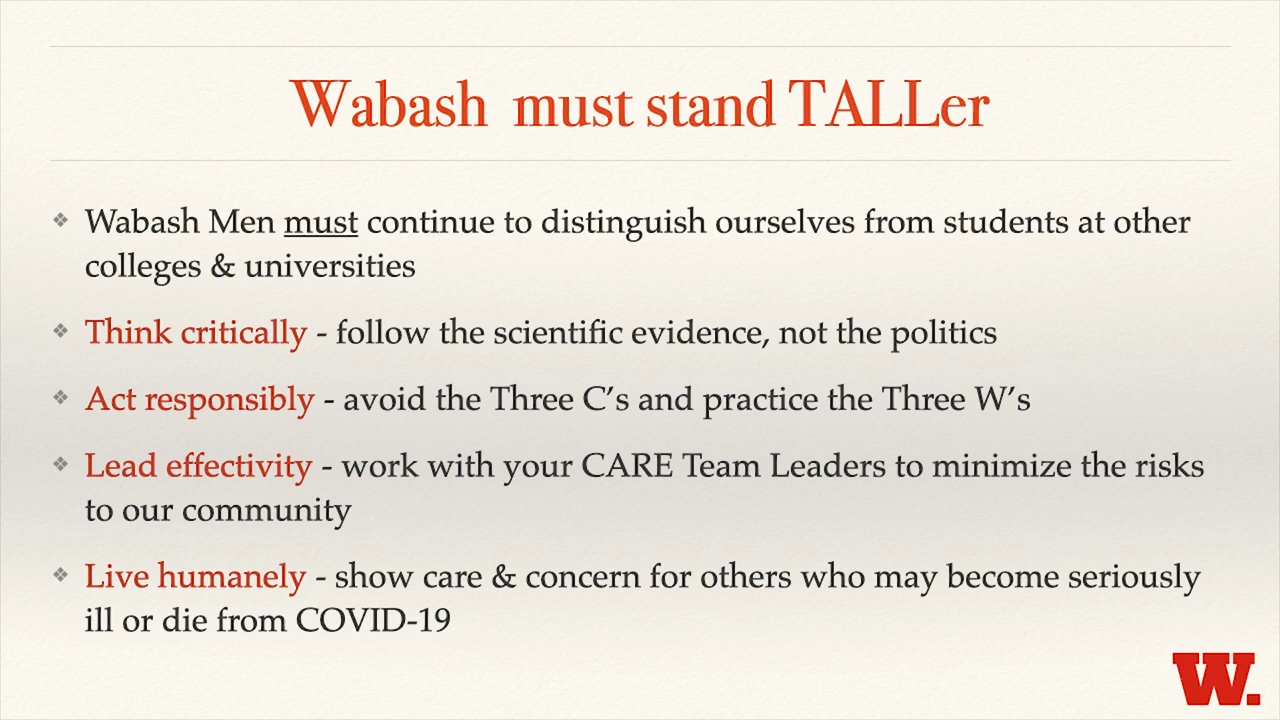 Wabash must stand TALLer
Wabash Men must continue to distinguish ourselves from students at other
colleges & universities
Think critically - follow the scientific evidence, not the politics
Act responsibly - avoid the Three C’s and practice the Three W’s
Lead effectivity - work with your CARE Team Leaders to minimize the risks
to our community
Live humanely - show care & concern for others who may become seriously
ill or die from COVID-19
W.